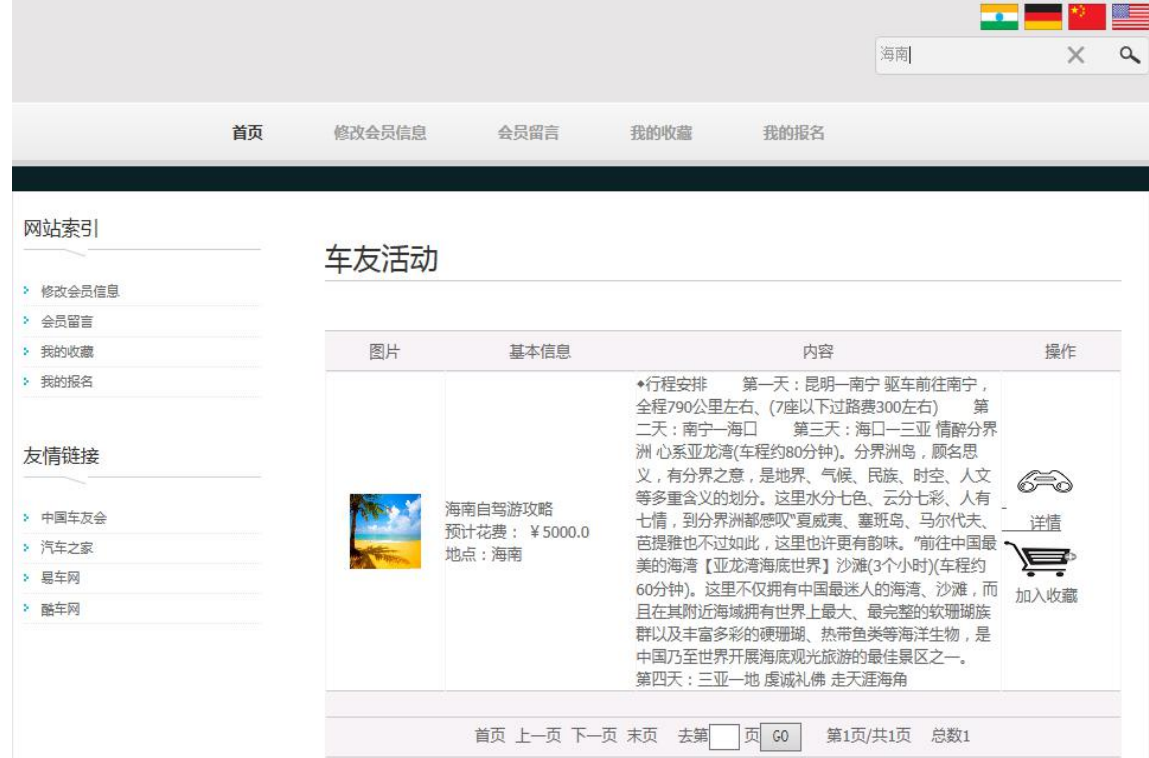 海南
首页 修改会员信息 会员留言 我的收藏 我的报名
网站索引
修改会员信息
会员留言
我的收藏
我的报名
友情链接
中国车友会
汽车之家
易车网
酷车网
车友活动
图片 基本信息 内容 操作
海南自驾游攻略
预计花费：￥5000.0
地点：海南
◆行程安排 第一天：昆明—南宁 驱车前往南宁，
全程790公里左右、(7座以下过路费300左右) 第
二天：南宁—海口 第三天：海口—三亚 情醉分界
洲 心系亚龙湾(车程约80分钟)。分界洲岛，顾名思
义，有分界之意，是地界、气候、民族、时空、人文
等多重含义的划分。这里水分七色、云分七彩、人有
七情，到分界洲都感叹“夏威夷、塞班岛、马尔代夫、
芭提雅也不过如此，这里也许更有韵味。”前往中国最
美的海湾【亚龙湾海底世界】沙滩(3个小时)(车程约
60分钟)。这里不仅拥有中国最迷人的海湾、沙滩，而
且在其附近海域拥有世界上最大、最完整的软珊瑚族
群以及丰富多彩的硬珊瑚、热带鱼类等海洋生物，是
中国乃至世界开展海底观光旅游的最佳景区之一。
第四天：三亚一地 虔诚礼佛 走天涯海角
详情
加入收藏
首页 上一页 下一页 末页 去第 页 GO 第1页/共1页 总数1